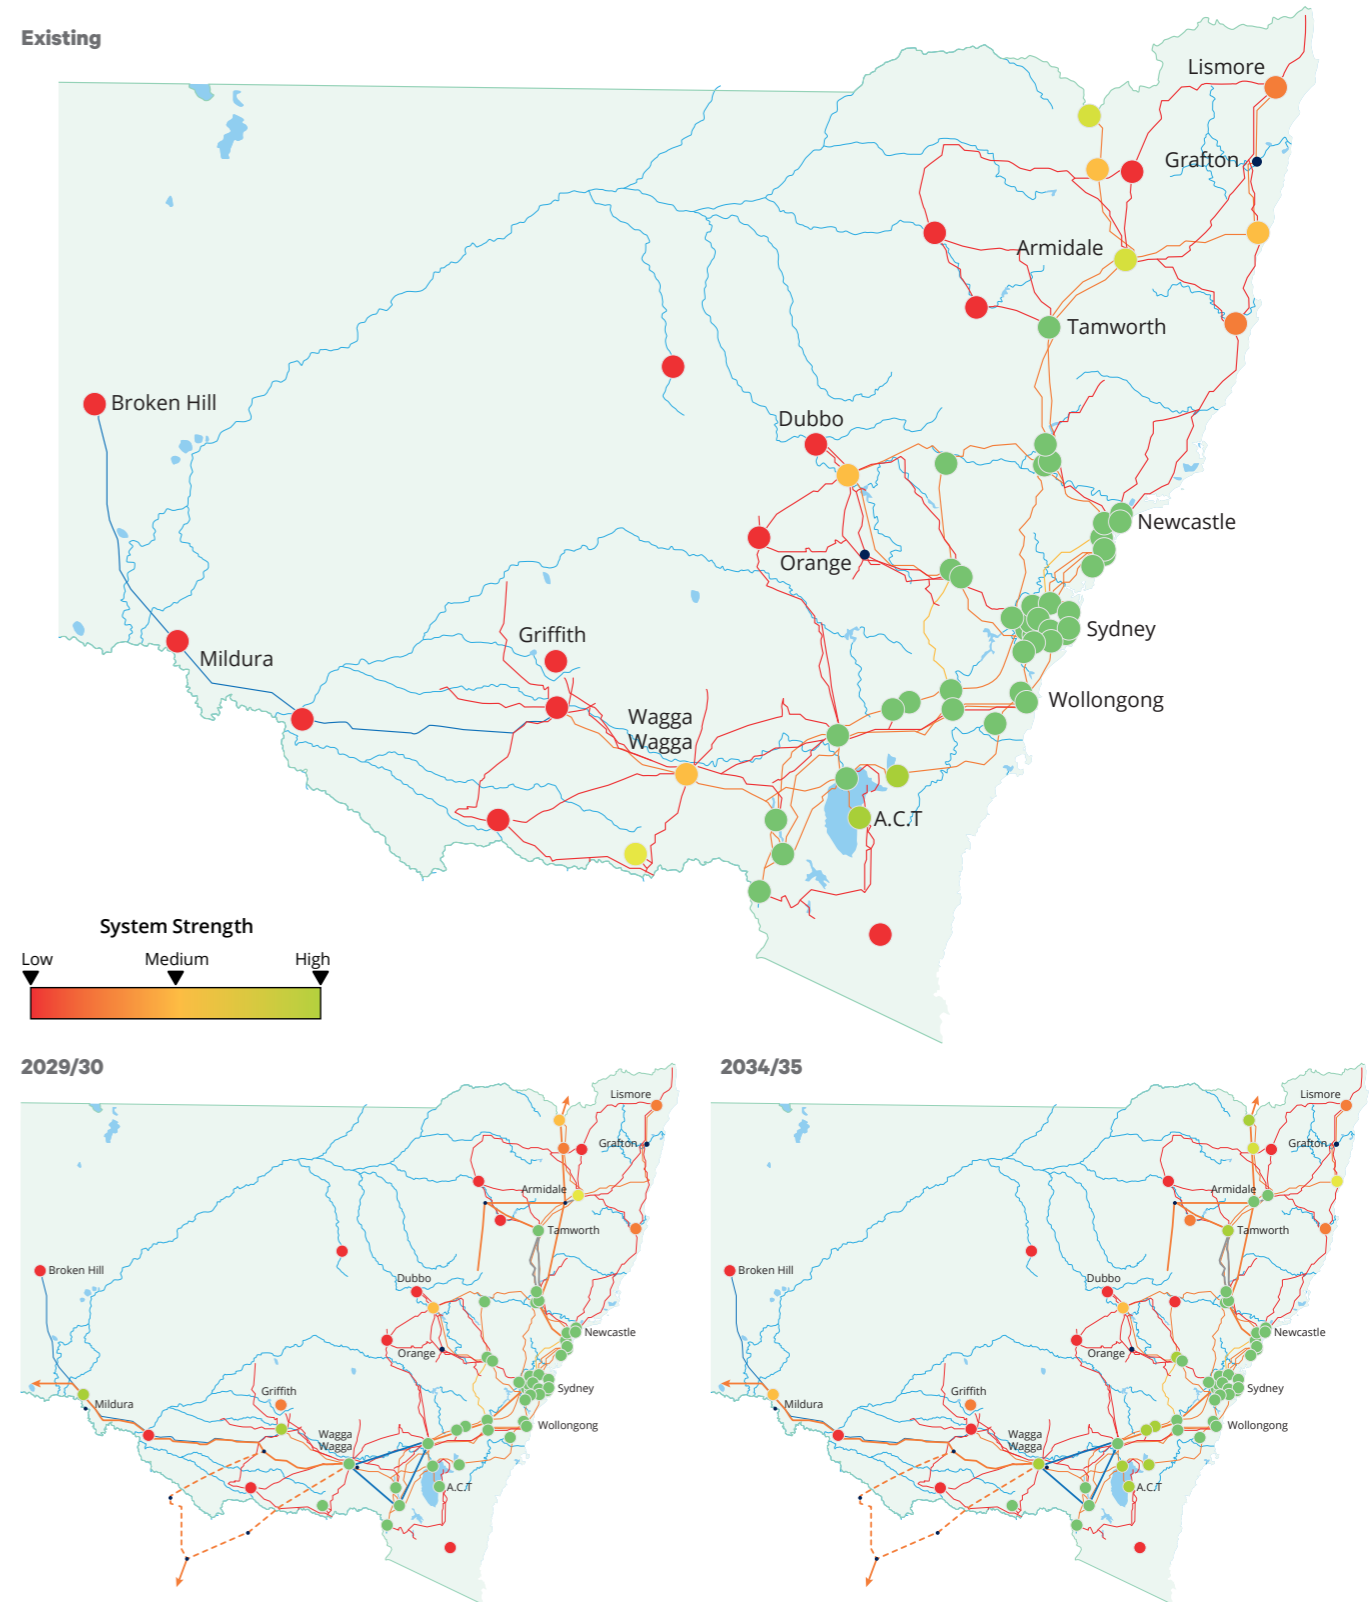 Existing
Lismore
Grafton
Armidale
Tamworth
Broken Hill
Dubbo
Newcastle
Orange
Sydney
Griffith
Mildura
Wollongong
Wagga
Wagga
A.C.T
System Strength
Low Medium High
2029/30
Lismore
Grafton
Armidale
Tamworth
Broken Hill
Dubbo
Newcastle
Orange
Sydney
Griffith
Mildura
Wollongong
Wagga
Wagga
A.C.T
2034/35
Lismore
Grafton
Armidale
Tamworth
Broken Hill
Dubbo
Newcastle
Orange
Sydney
Griffith
Mildura
Wollongong
Wagga
Wagga
A.C.T